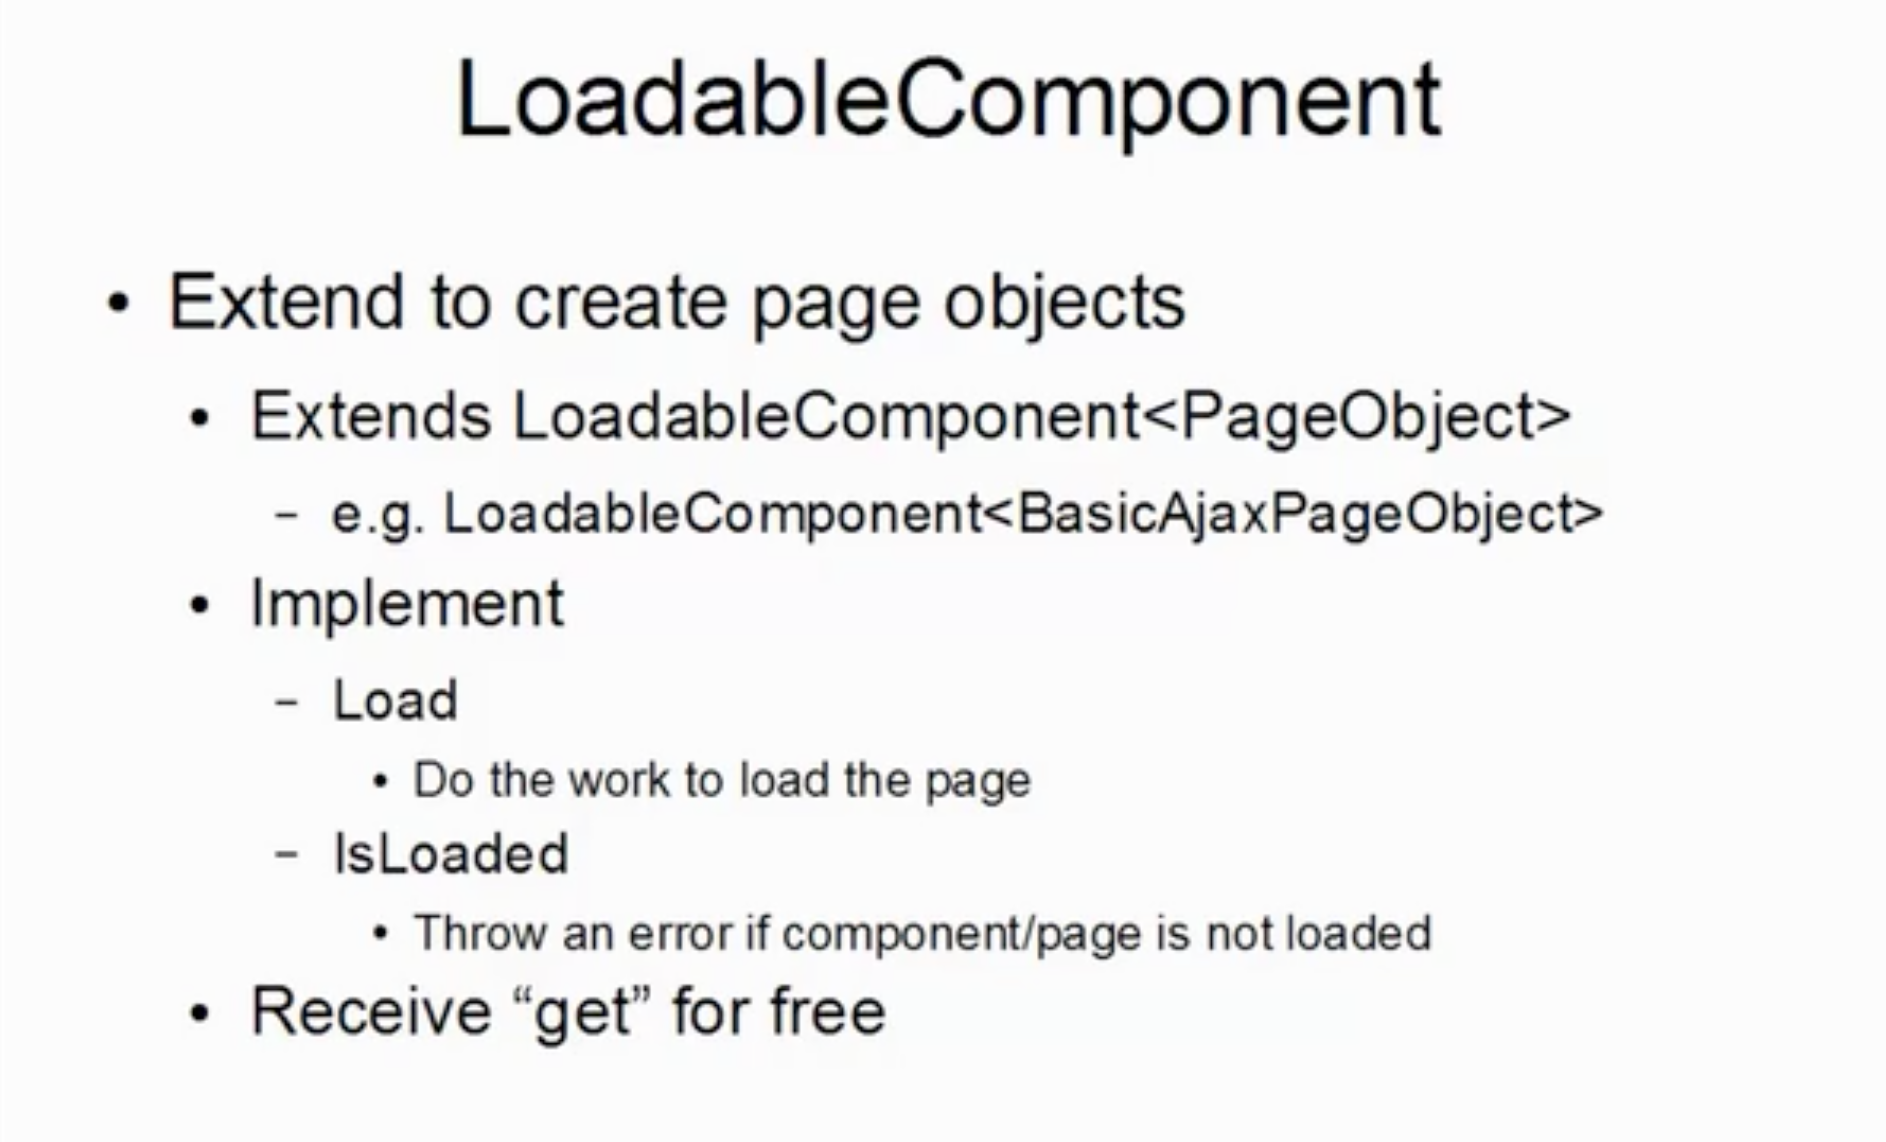 LoadableComponent
• Extend to create page objects
• Extends LoadableComponent<PageObject>
– e.g. LoadableComponent<BasicAjaxPageObject>
• Implement
– Load
• Do the work to load the page
– IsLoaded
• Throw an error if component/page is not loaded
• Receive “get” for free